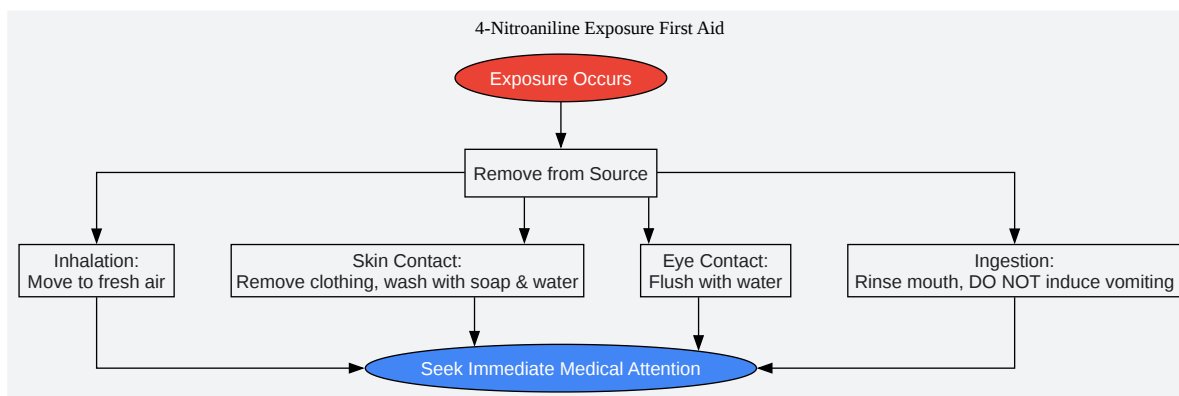 4-Nitroaniline Exposure First Aid
Exposure Occurs
Remove from Source
Inhalation:
Move to fresh air
Skin Contact:
Remove clothing, wash with soap & water
Eye Contact:
Flush with water
Ingestion:
Rinse mouth, DO NOT induce vomiting
Seek Immediate Medical Attention